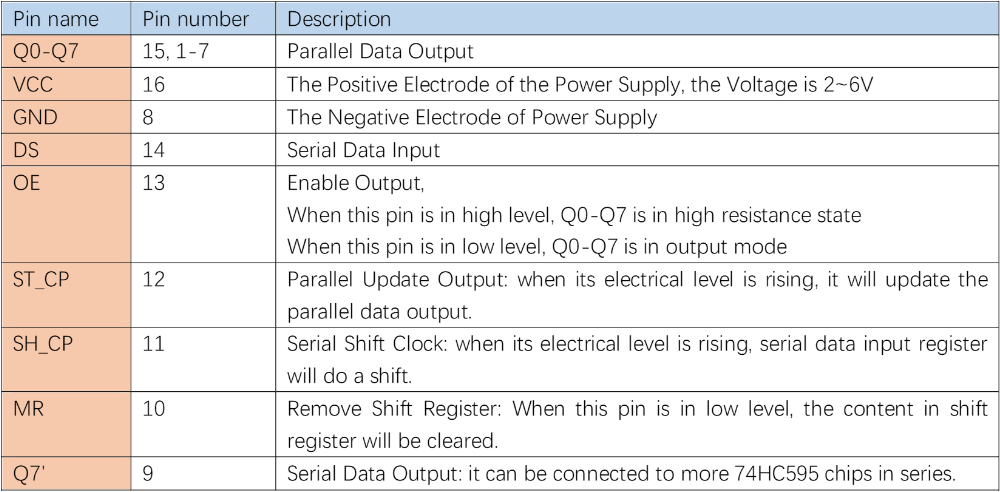 Pin name Pin number Description
Q0-Q7 15, 1-7 Parallel Data Output
VCC 16 The Positive Electrode of the Power Supply, the Voltage is 2~6V
GND 8 The Negative Electrode of Power Supply
DS 14 Serial Data Input
OE 13 Enable Output,
When this pin is in high level, Q0-Q7 is in high resistance state
When this pin is in low level, Q0-Q7 is in output mode
ST_CP 12 Parallel Update Output: when its electrical level is rising, it will update the
parallel data output.
SH_CP 11 Serial Shift Clock: when its electrical level is rising, serial data input register
will do a shift.
MR 10 Remove Shift Register: When this pin is in low level, the content in shift
register will be cleared.
Q7' 9 Serial Data Output: it can be connected to more 74HC595 chips in series.